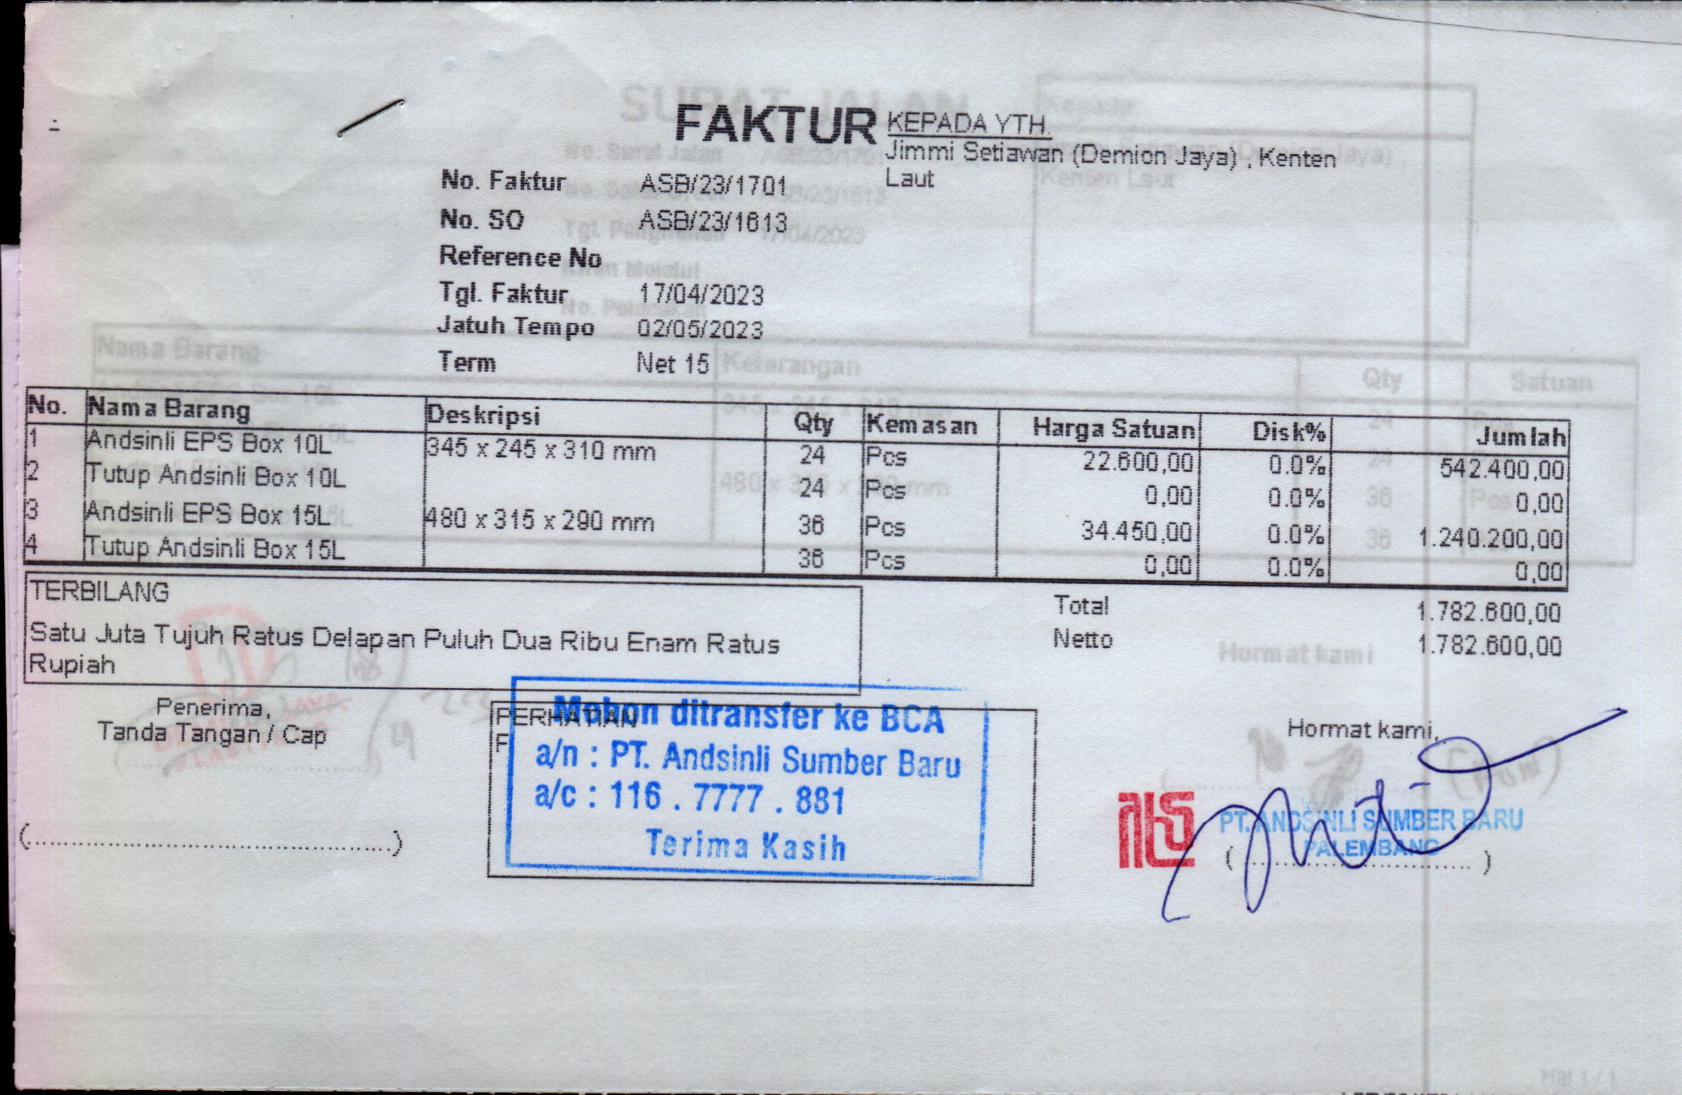 FAKTUR
KEPADA YTH.
Jimmi Setiawan (Demion Jaya) , Kenten
Laut
No. Faktur ASB/23/1701
No. SO ASB/23/1613
Reference No
Tgl. Faktur 17/04/2023
Jatuh Tempo 02/05/2023
Term Net 15
No. Nama Barang Deskripsi Qty Kemasan Harga Satuan Disk% Jumlah
1 Andsinli EPS Box 10L 345 x 245 x 310 mm 24 Pcs 22.600,00 0.0% 542.400,00
2 Tutup Andsinli Box 10L 24 Pcs 0,00 0.0% 0,00
3 Andsinli EPS Box 15L 480 x 315 x 290 mm 36 Pcs 34.450,00 0.0% 1.240.200,00
4 Tutup Andsinli Box 15L 36 Pcs 0,00 0.0% 0,00
TERBILANG
Satu Juta Tujuh Ratus Delapan Puluh Dua Ribu Enam Ratus
Rupiah
Total 1.782.600,00
Netto 1.782.600,00
Penerima,
Tanda Tangan / Cap
(................................................)
PERHATIAN
Mohon ditransfer ke BCA
a/n : PT. Andsinli Sumber Baru
a/c : 116 . 7777 . 881
Terima Kasih
Hormat kami,
PT. ANDSINLI SUMBER BARU
PALEMBANG
(................................)
Hal 1 / 1